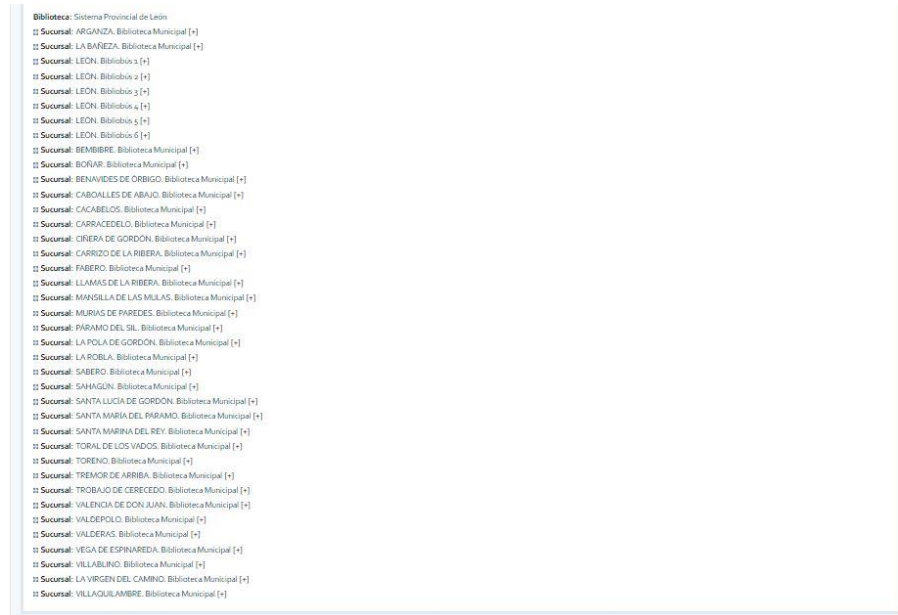 Biblioteca: Sistema Provincial de León
Sucursal: ARGANZA. Biblioteca Municipal [+]
Sucursal: LA BAÑEZA. Biblioteca Municipal [+]
Sucursal: LEÓN. Bibliobús 1 [+]
Sucursal: LEÓN. Bibliobús 2 [+]
Sucursal: LEÓN. Bibliobús 3 [+]
Sucursal: LEÓN. Bibliobús 4 [+]
Sucursal: LEÓN. Bibliobús 5 [+]
Sucursal: LEÓN. Bibliobús 6 [+]
Sucursal: BEMBIBRE. Biblioteca Municipal [+]
Sucursal: BOÑAR. Biblioteca Municipal [+]
Sucursal: BENAVIDES DE ÓRBIGO. Biblioteca Municipal [+]
Sucursal: CABOALLES DE ABAJO. Biblioteca Municipal [+]
Sucursal: CACABELOS. Biblioteca Municipal [+]
Sucursal: CARRACEDELO. Biblioteca Municipal [+]
Sucursal: CIÑERA DE GORDÓN. Biblioteca Municipal [+]
Sucursal: CARRIZO DE LA RIBERA. Biblioteca Municipal [+]
Sucursal: FABERO. Biblioteca Municipal [+]
Sucursal: LLAMAS DE LA RIBERA. Biblioteca Municipal [+]
Sucursal: MANSILLA DE LAS MULAS. Biblioteca Municipal [+]
Sucursal: MURIAS DE PAREDES. Biblioteca Municipal [+]
Sucursal: PÁRAMO DEL SIL. Biblioteca Municipal [+]
Sucursal: LA POLA DE GORDÓN. Biblioteca Municipal [+]
Sucursal: LA ROBLA. Biblioteca Municipal [+]
Sucursal: SABERO. Biblioteca Municipal [+]
Sucursal: SAHAGÚN. Biblioteca Municipal [+]
Sucursal: SANTA LUCÍA DE GORDÓN. Biblioteca Municipal [+]
Sucursal: SANTA MARÍA DEL PÁRAMO. Biblioteca Municipal [+]
Sucursal: SANTA MARINA DEL REY. Biblioteca Municipal [+]
Sucursal: TORAL DE LOS VADOS. Biblioteca Municipal [+]
Sucursal: TORENO. Biblioteca Municipal [+]
Sucursal: TREMOR DE ARRIBA. Biblioteca Municipal [+]
Sucursal: TROBAJO DE CERECEDO. Biblioteca Municipal [+]
Sucursal: VALENCIA DE DON JUAN. Biblioteca Municipal [+]
Sucursal: VALDEPOLO. Biblioteca Municipal [+]
Sucursal: VALDERAS. Biblioteca Municipal [+]
Sucursal: VEGA DE ESPINAREDA. Biblioteca Municipal [+]
Sucursal: VILLABLINO. Biblioteca Municipal [+]
Sucursal: LA VIRGEN DEL CAMINO. Biblioteca Municipal [+]
Sucursal: VILLAQUILAMBRE. Biblioteca Municipal [+]